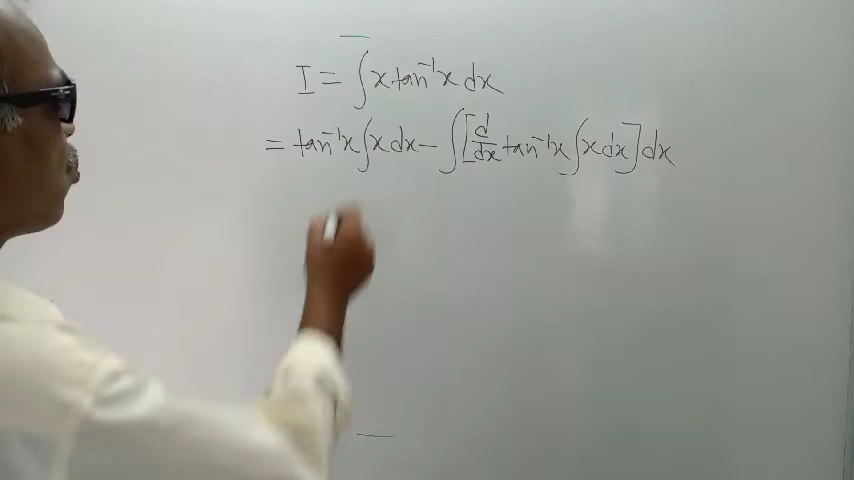 I = ∫ x tan⁻¹x dx
= tan⁻¹x ∫ x dx − ∫ [d/dx tan⁻¹x ∫ x dx] dx